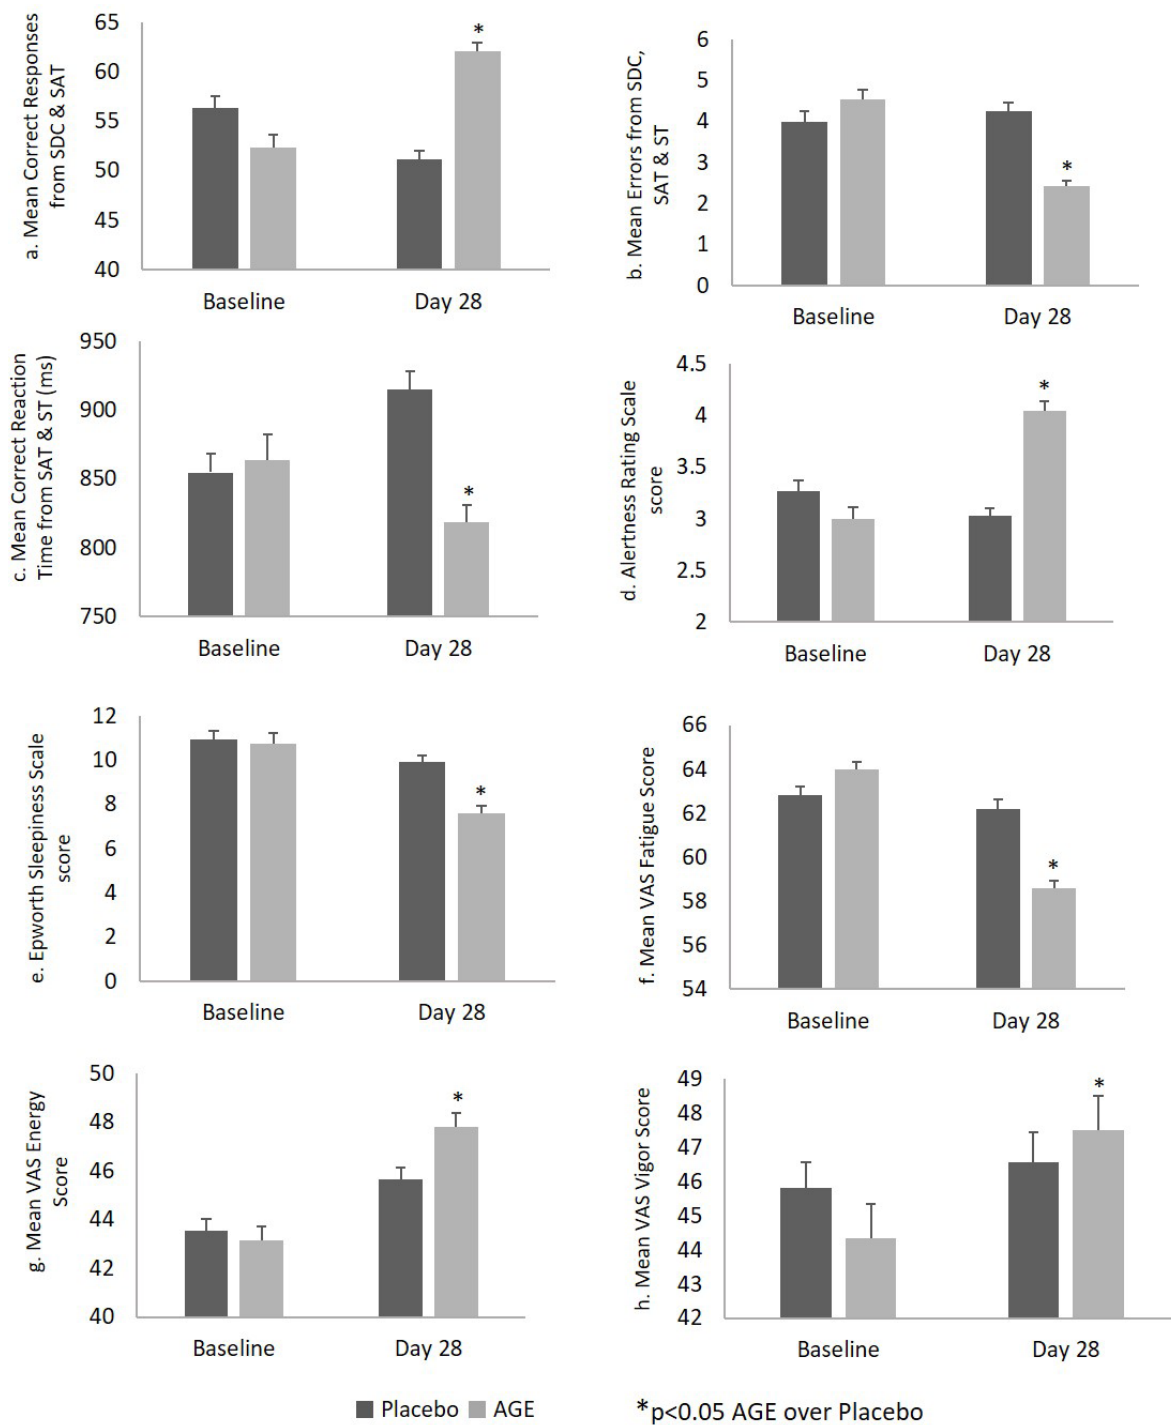 a. Mean Correct Responses
from SDC & SAT
65
60
55
50
45
40
*
Baseline
Day 28
b. Mean Errors from SDC,
SAT & ST
6
5
4
3
2
1
0
*
Baseline
Day 28
c. Mean Correct Reaction
Time from SAT & ST (ms)
950
900
850
800
750
*
Baseline
Day 28
d. Alertness Rating Scale
score
4.5
4
3.5
3
2.5
2
*
Baseline
Day 28
e. Epworth Sleepiness Scale
score
12
10
8
6
4
2
0
*
Baseline
Day 28
f. Mean VAS Fatigue Score
66
64
62
60
58
56
54
*
Baseline
Day 28
g. Mean VAS Energy
Score
50
48
46
44
42
40
*
Baseline
Day 28
h. Mean VAS Vigor Score
49
48
47
46
45
44
43
42
*
Baseline
Day 28
Placebo AGE
*p<0.05 AGE over Placebo